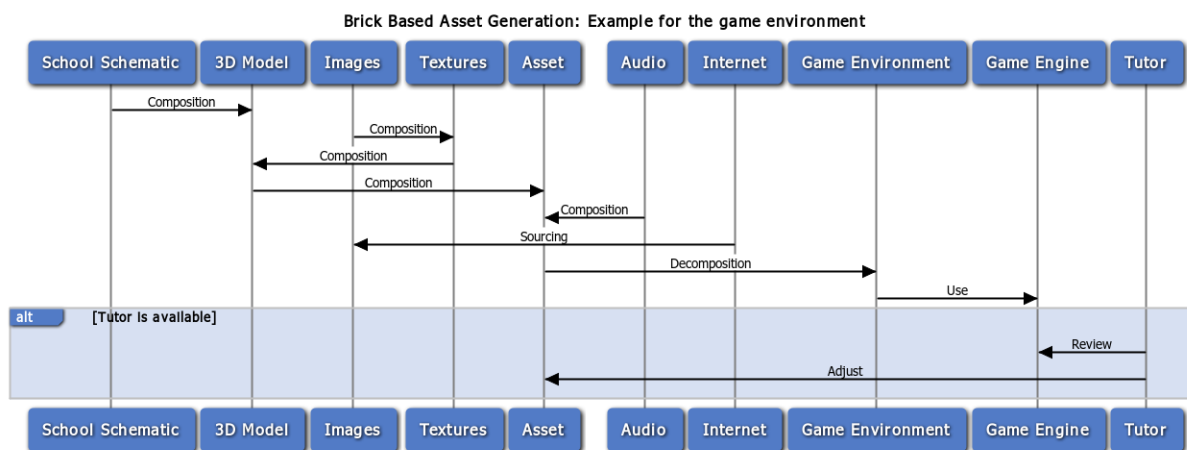 Brick Based Asset Generation: Example for the game environment
School Schematic 3D Model Images Textures Asset Audio Internet Game Environment Game Engine Tutor
Composition
Composition
Composition
Composition
Composition
Sourcing
Decomposition
Use
alt [Tutor is available]
Review
Adjust
School Schematic 3D Model Images Textures Asset Audio Internet Game Environment Game Engine Tutor